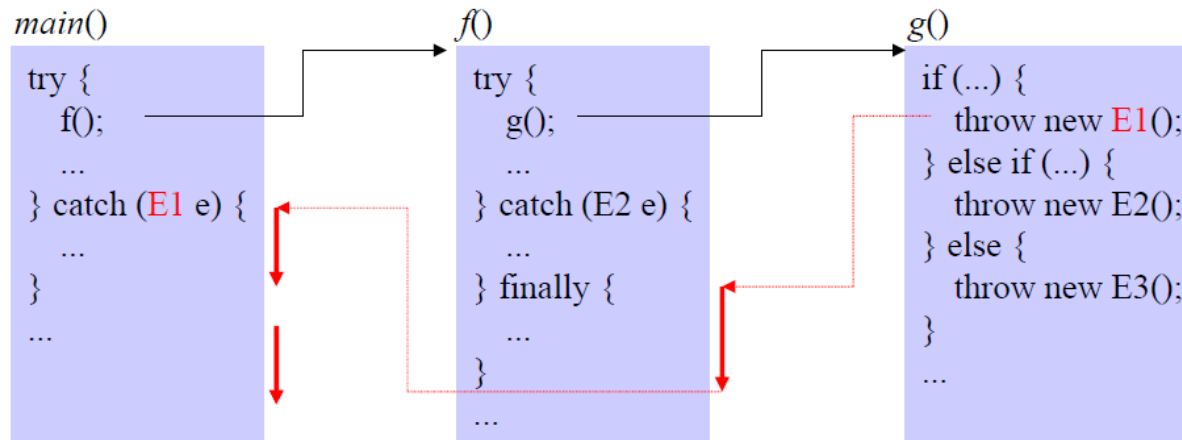 main()
try {
f();
...
} catch (E1 e) {
...
}
...
f()
try {
g();
...
} catch (E2 e) {
...
} finally {
...
}
...
g()
if (...) {
throw new E1();
} else if (...) {
throw new E2();
} else {
throw new E3();
}
...